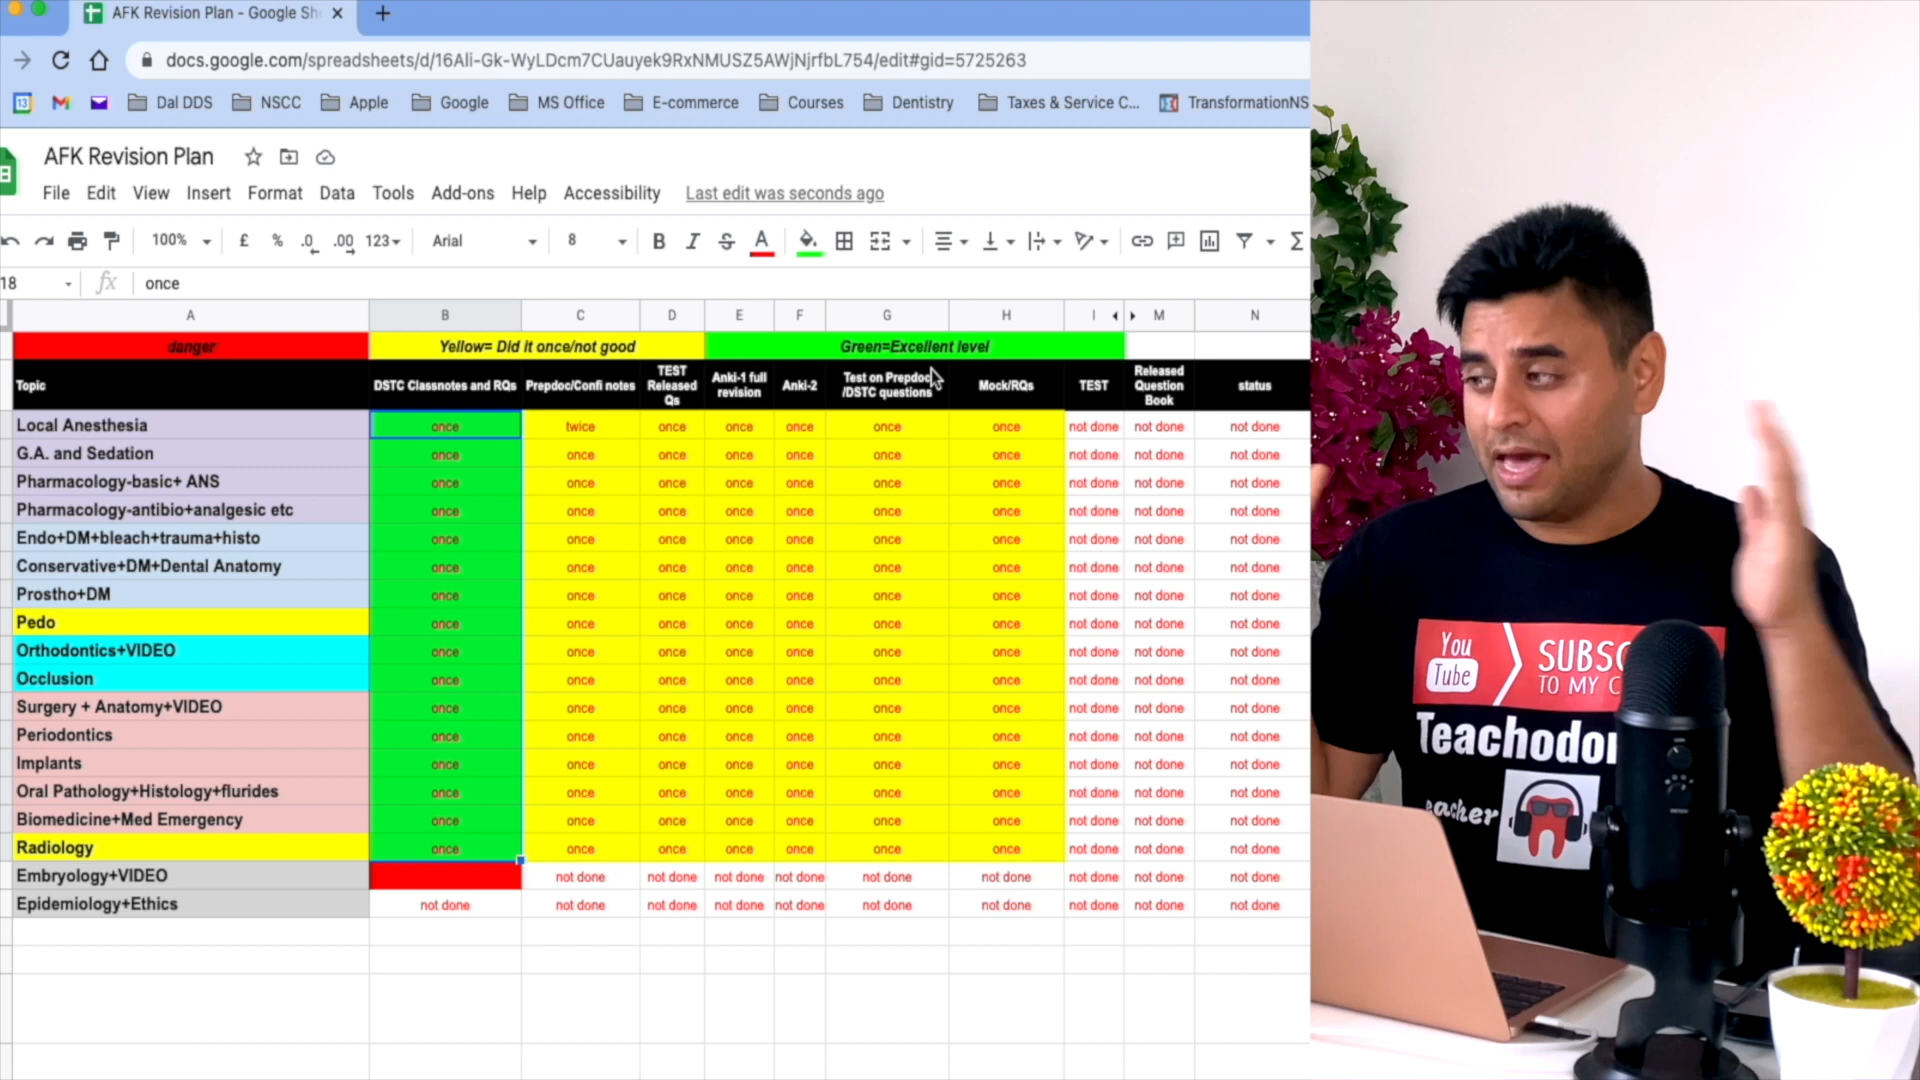 AFK Revision Plan - Google Sh
docs.google.com/spreadsheets/d/16Ali-Gk-WyLDcm7CUauyek9RxNMUSZ5AWjNjrfbL754/edit#gid=5725263
13 Dal DDS NSCC Apple Google MS Office E-commerce Courses Dentistry Taxes & Service C... TransformationNS
AFK Revision Plan
File Edit View Insert Format Data Tools Add-ons Help Accessibility Last edit was seconds ago
100% £ % .0 .00 123 Arial 8 B I S A Σ
18 fx once
A B C D E F G H I M N
danger Yellow= Did it once/not good Green=Excellent level
Topic DSTC Classnotes and RQs Prepdoc/Confi notes TEST Released Qs Anki-1 full revision Anki-2 Test on Prepdoc /DSTC questions Mock/RQs TEST Released Question Book status
Local Anesthesia once twice once once once once once not done not done not done
G.A. and Sedation once once once once once once once not done not done not done
Pharmacology-basic+ ANS once once once once once once once not done not done not done
Pharmacology-antibio+analgesic etc once once once once once once once not done not done not done
Endo+DM+bleach+trauma+histo once once once once once once once not done not done not done
Conservative+DM+Dental Anatomy once once once once once once once not done not done not done
Prostho+DM once once once once once once once not done not done not done
Pedo once once once once once once once not done not done not done
Orthodontics+VIDEO once once once once once once once not done not done not done
Occlusion once once once once once once once not done not done not done
Surgery + Anatomy+VIDEO once once once once once once once not done not done not done
Periodontics once once once once once once once not done not done not done
Implants once once once once once once once not done not done not done
Oral Pathology+Histology+flurides once once once once once once once not done not done not done
Biomedicine+Med Emergency once once once once once once once not done not done not done
Radiology once once once once once once once not done not done not done
Embryology+VIDEO not done not done not done not done not done not done not done not done not done
Epidemiology+Ethics not done not done not done not done not done not done not done not done not done not done
You
Tube
SUBSC
TO MY C
Teachodon
eacher